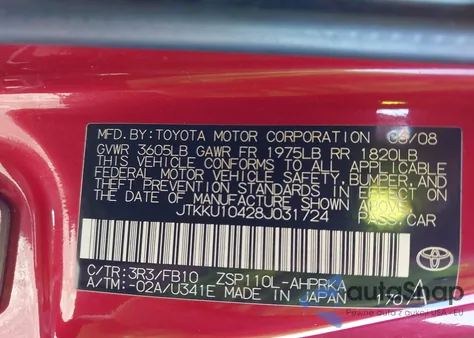 MFD.BY: TOYOTA MOTOR CORPORATION 09/08
GVWR 3605LB GAWR FR 1975LB RR 1820LB
THIS VEHICLE CONFORMS TO ALL APPLICABLE
FEDERAL MOTOR VEHICLE SAFETY, BUMPER, AND
THEFT PREVENTION STANDARDS IN EFFECT ON
THE DATE OF MANUFACTURE SHOWN ABOVE.
JTKKU10428J031724 PASS.CAR
C/TR:3R3/FB10 ZSP110L-AHPRKA
A/TM:-02A/U341E MADE IN JAPAN 170A
TOYOTA
AutoSnap